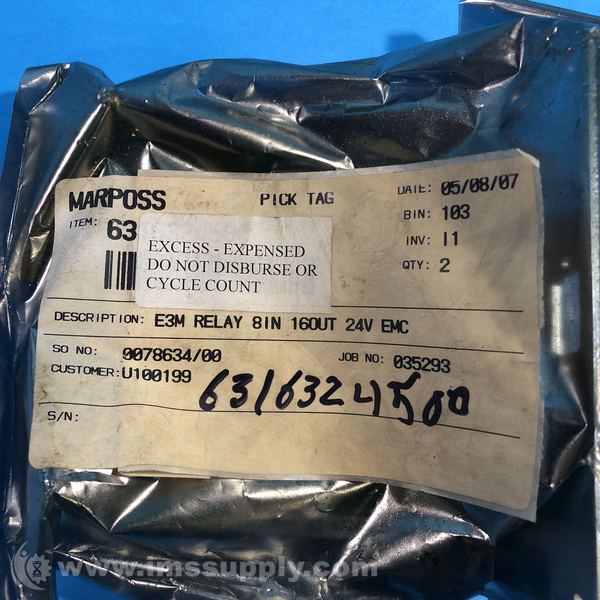 MARPOSS
PICK TAG
DATE: 05/08/07
ITEM: 63
BIN: 103
EXCESS - EXPENSED
DO NOT DISBURSE OR
CYCLE COUNT
INV: I1
QTY: 2
DESCRIPTION: E3M RELAY 8IN 16OUT 24V EMC
SO NO: 0078634/00
JOB NO: 035293
CUSTOMER: U100199
6316324500
S/N:
© www.imssupply.com